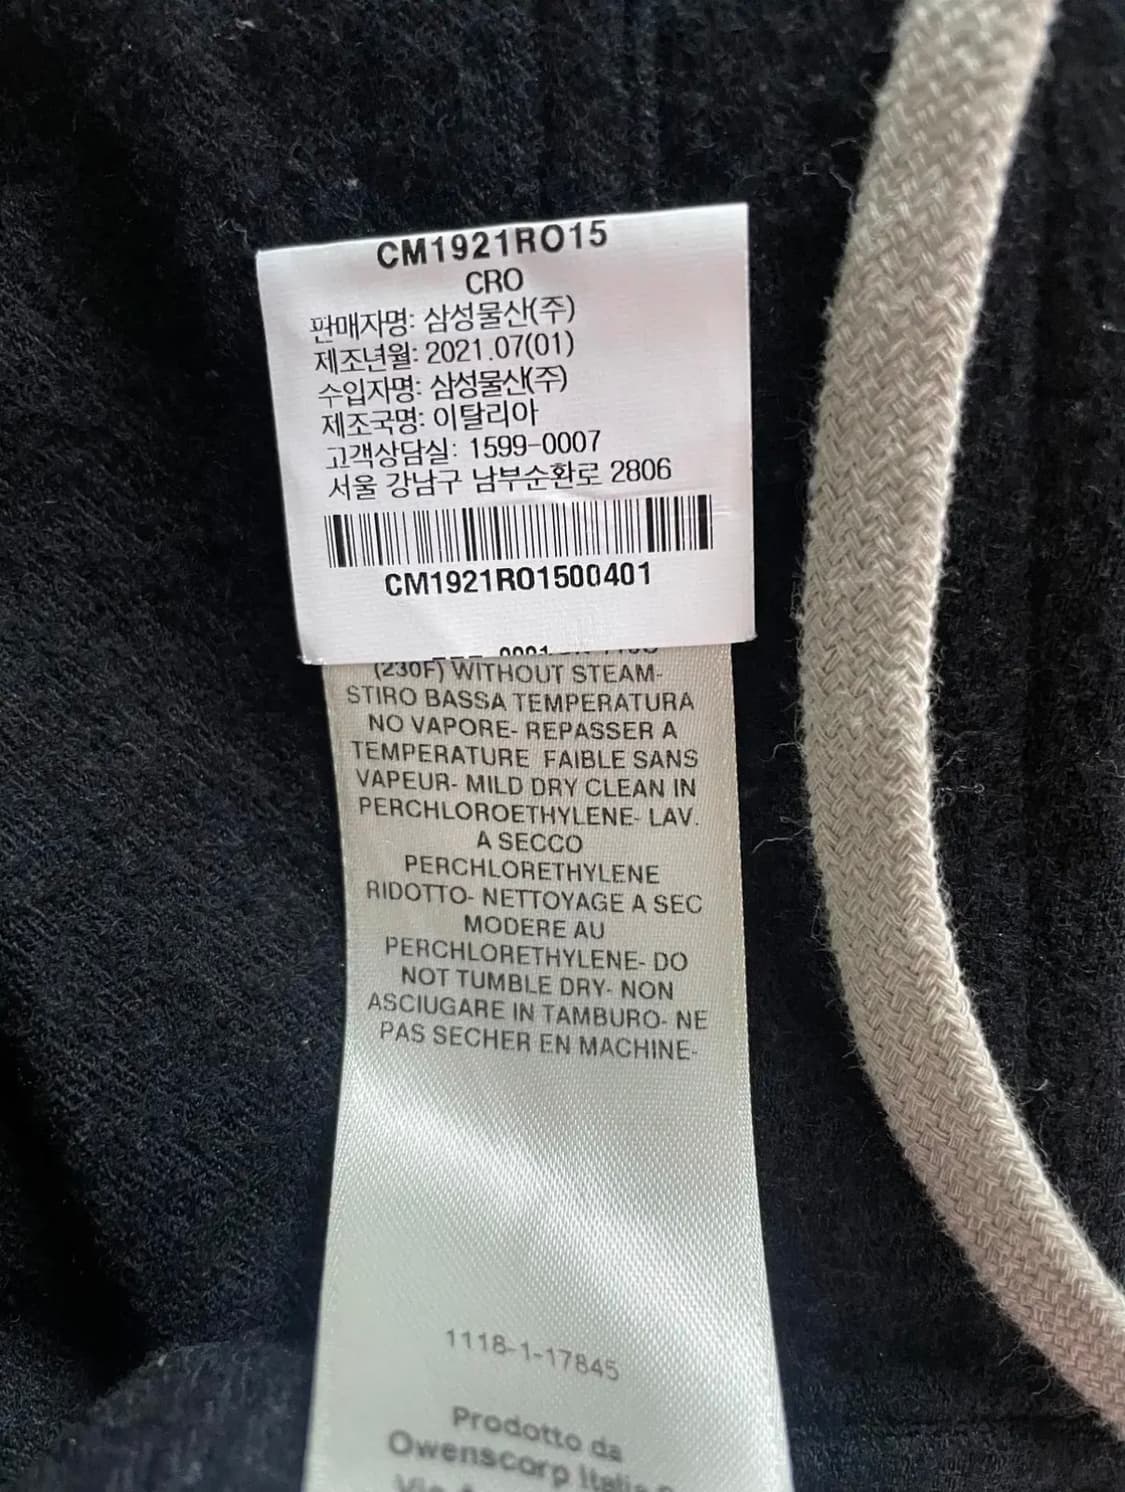 CM1921RO15
CRO
판매자명: 삼성물산(주)
제조년월: 2021.07(01)
수입자명: 삼성물산(주)
제조국명: 이탈리아
고객상담실: 1599-0007
서울 강남구 남부순환로 2806
CM1921RO1500401
(230F) WITHOUT STEAM-
STIRO BASSA TEMPERATURA
NO VAPORE- REPASSER A
TEMPERATURE FAIBLE SANS
VAPEUR- MILD DRY CLEAN IN
PERCHLOROETHYLENE- LAV.
A SECCO
PERCHLORETHYLENE
RIDOTTO- NETTOYAGE A SEC
MODERE AU
PERCHLORETHYLENE- DO
NOT TUMBLE DRY- NON
ASCIUGARE IN TAMBURO- NE
PAS SECHER EN MACHINE-
1118-1-17845
Prodotto da
Owenscorp Italia
Via